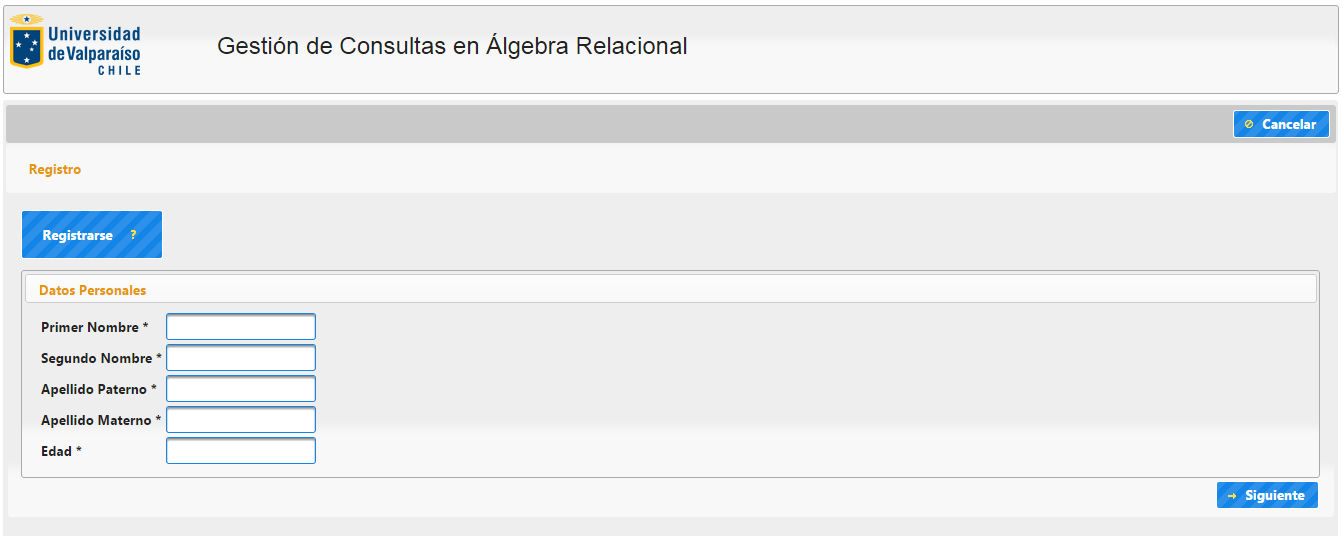 Universidad
de Valparaíso
CHILE
Gestión de Consultas en Álgebra Relacional
Cancelar
Registro
Registrarse ?
Datos Personales
Primer Nombre *
Segundo Nombre *
Apellido Paterno *
Apellido Materno *
Edad *
Siguiente